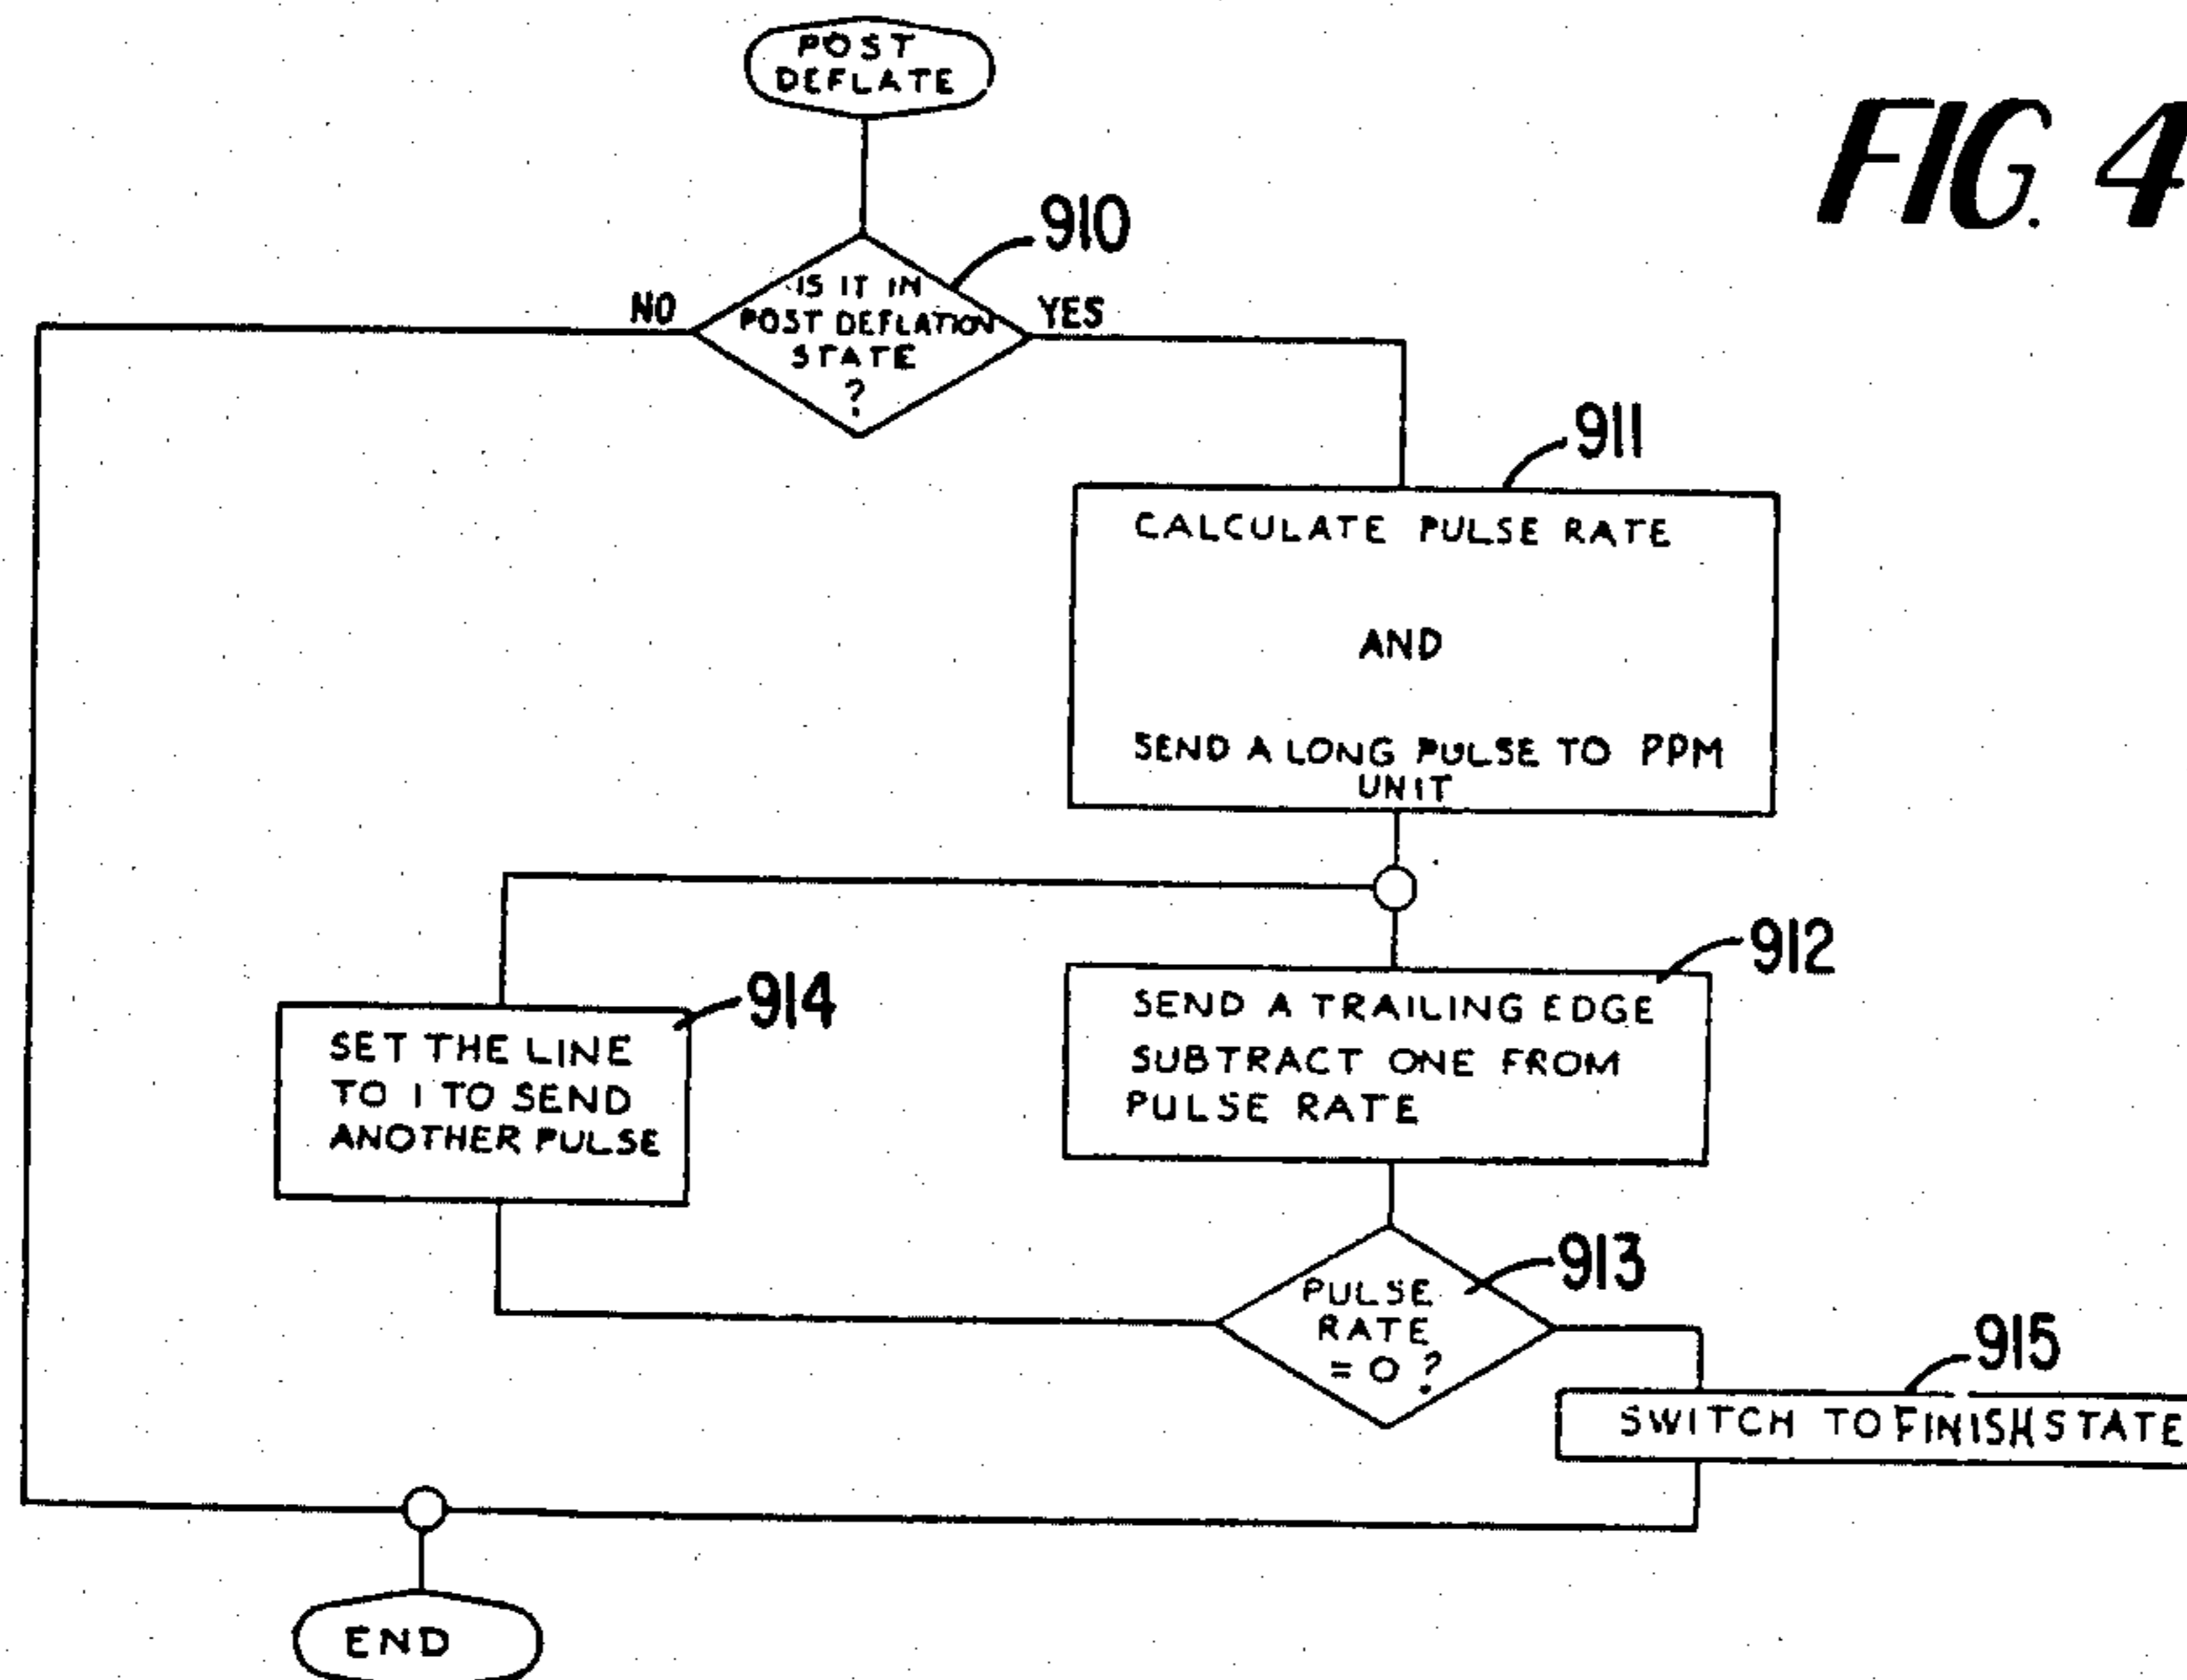 POST
DEFLATE
FIG. 4
910
IS IT IN
POST DEFLATION
STATE
?
NO
YES
911
CALCULATE PULSE RATE
AND
SEND A LONG PULSE TO PPM
UNIT
912
SEND A TRAILING EDGE
SUBTRACT ONE FROM
PULSE RATE
914
SET THE LINE
TO 1 TO SEND
ANOTHER PULSE
913
PULSE
RATE
= 0 ?
915
SWITCH TO FINISH STATE
END